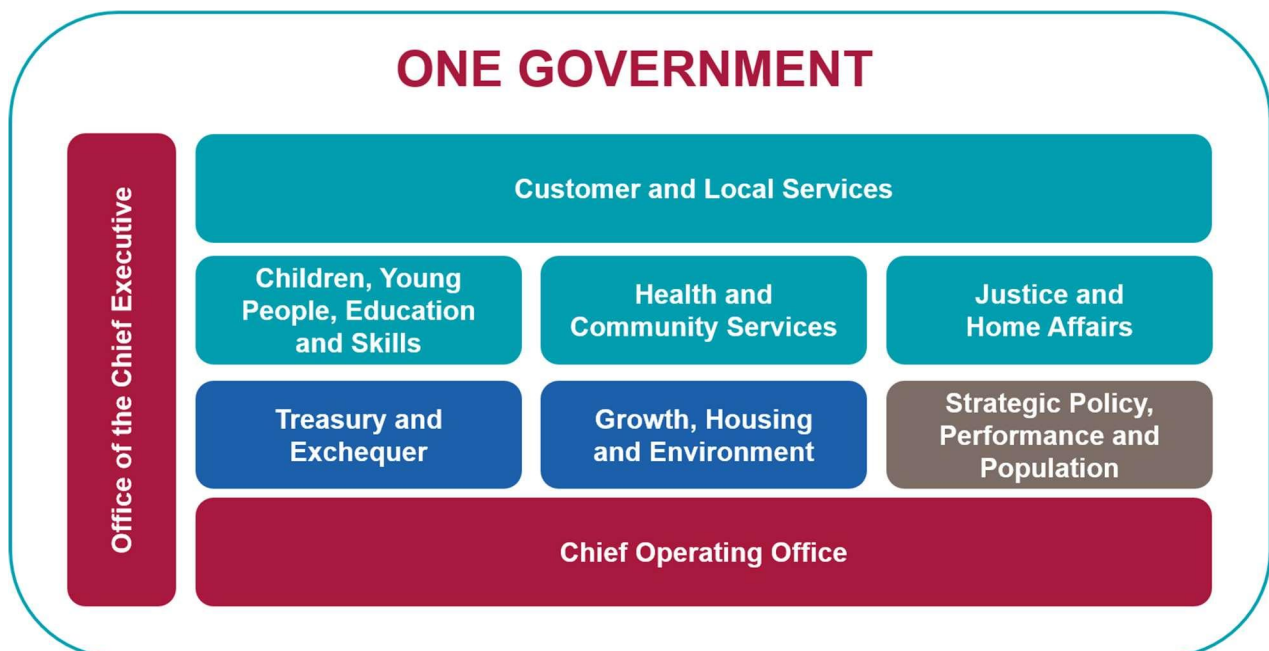 ONE GOVERNMENT
Office of the Chief Executive
Customer and Local Services
Children, Young
People, Education
and Skills
Health and
Community Services
Justice and
Home Affairs
Treasury and
Exchequer
Growth, Housing
and Environment
Strategic Policy,
Performance and
Population
Chief Operating Office